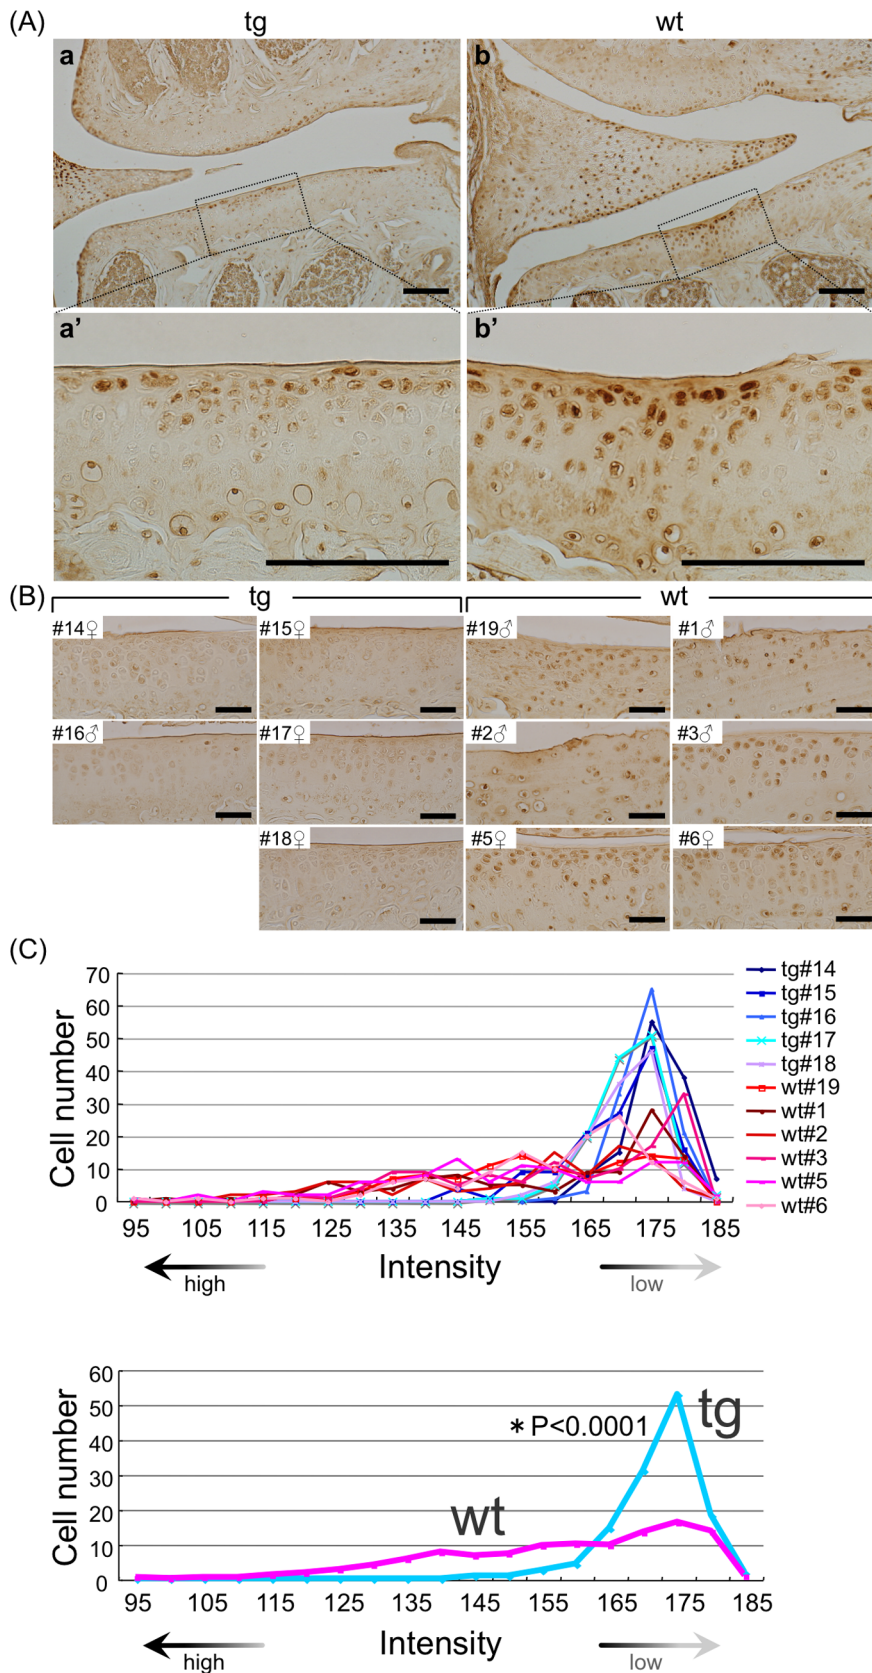 (A)
tg wt
a b
a' b'
(B) tg wt
#14♀ #15♀ #19♂ #1♂
#16♂ #17♀ #2♂ #3♂
#18♀ #5♀ #6♀
(C)
70
60
50
40
30
20
10
0
Cell number
95 105 115 125 135 145 155 165 175 185
high Intensity low
tg#14
tg#15
tg#16
tg#17
tg#18
wt#19
wt#1
wt#2
wt#3
wt#5
wt#6
60
50
40
30
20
10
0
Cell number
* P<0.0001 tg
wt
95 105 115 125 135 145 155 165 175 185
high Intensity low